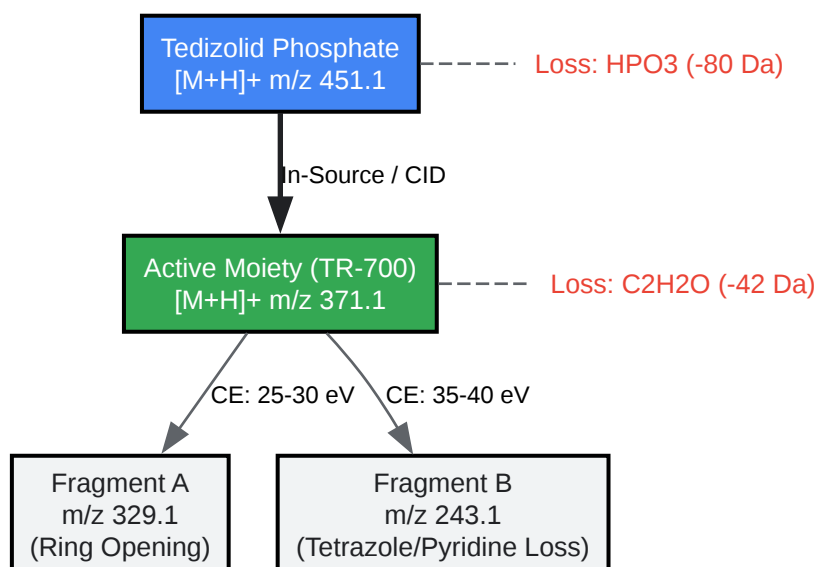 Tedizolid Phosphate
[M+H]+ m/z 451.1
Loss: HPO3 (-80 Da)
In-Source / CID
Active Moiety (TR-700)
[M+H]+ m/z 371.1
Loss: C2H2O (-42 Da)
CE: 25-30 eV
CE: 35-40 eV
Fragment A
m/z 329.1
(Ring Opening)
Fragment B
m/z 243.1
(Tetrazole/Pyridine Loss)